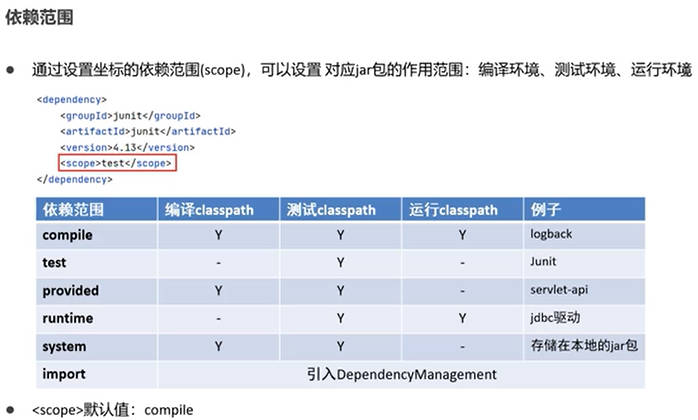 依赖范围
● 通过设置坐标的依赖范围(scope)，可以设置 对应jar包的作用范围：编译环境、测试环境、运行环境
<dependency>
<groupId>junit</groupId>
<artifactId>junit</artifactId>
<version>4.13</version>
<scope>test</scope>
</dependency>
依赖范围 编译classpath 测试classpath 运行classpath 例子
compile Y Y Y logback
test - Y - Junit
provided Y Y - servlet-api
runtime - Y Y jdbc驱动
system Y Y - 存储在本地的jar包
import 引入DependencyManagement
● <scope>默认值：compile